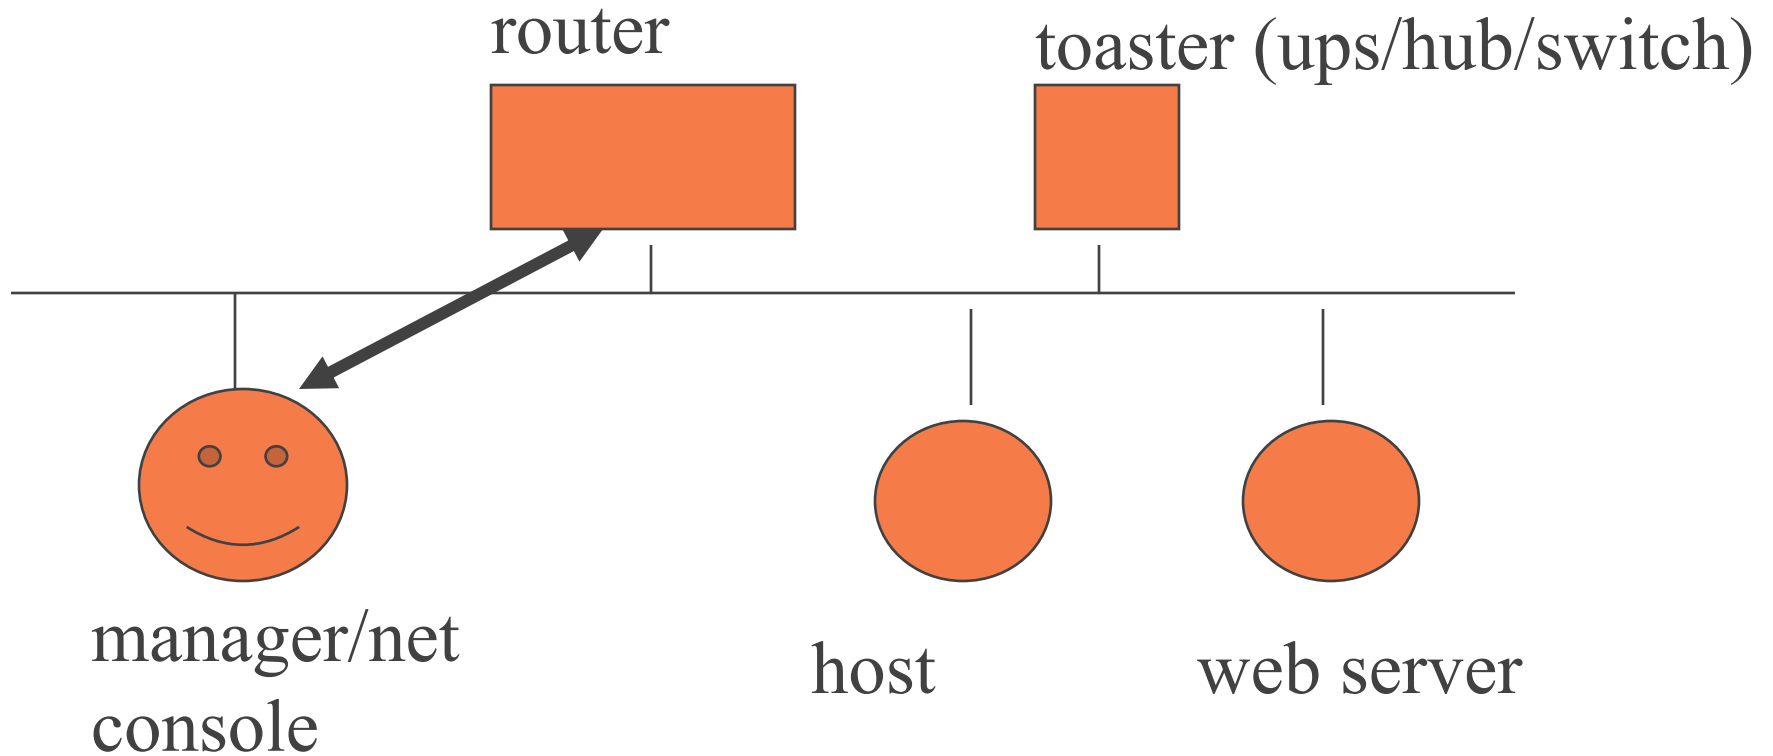 router
toaster (ups/hub/switch)
manager/net
console
host
web server